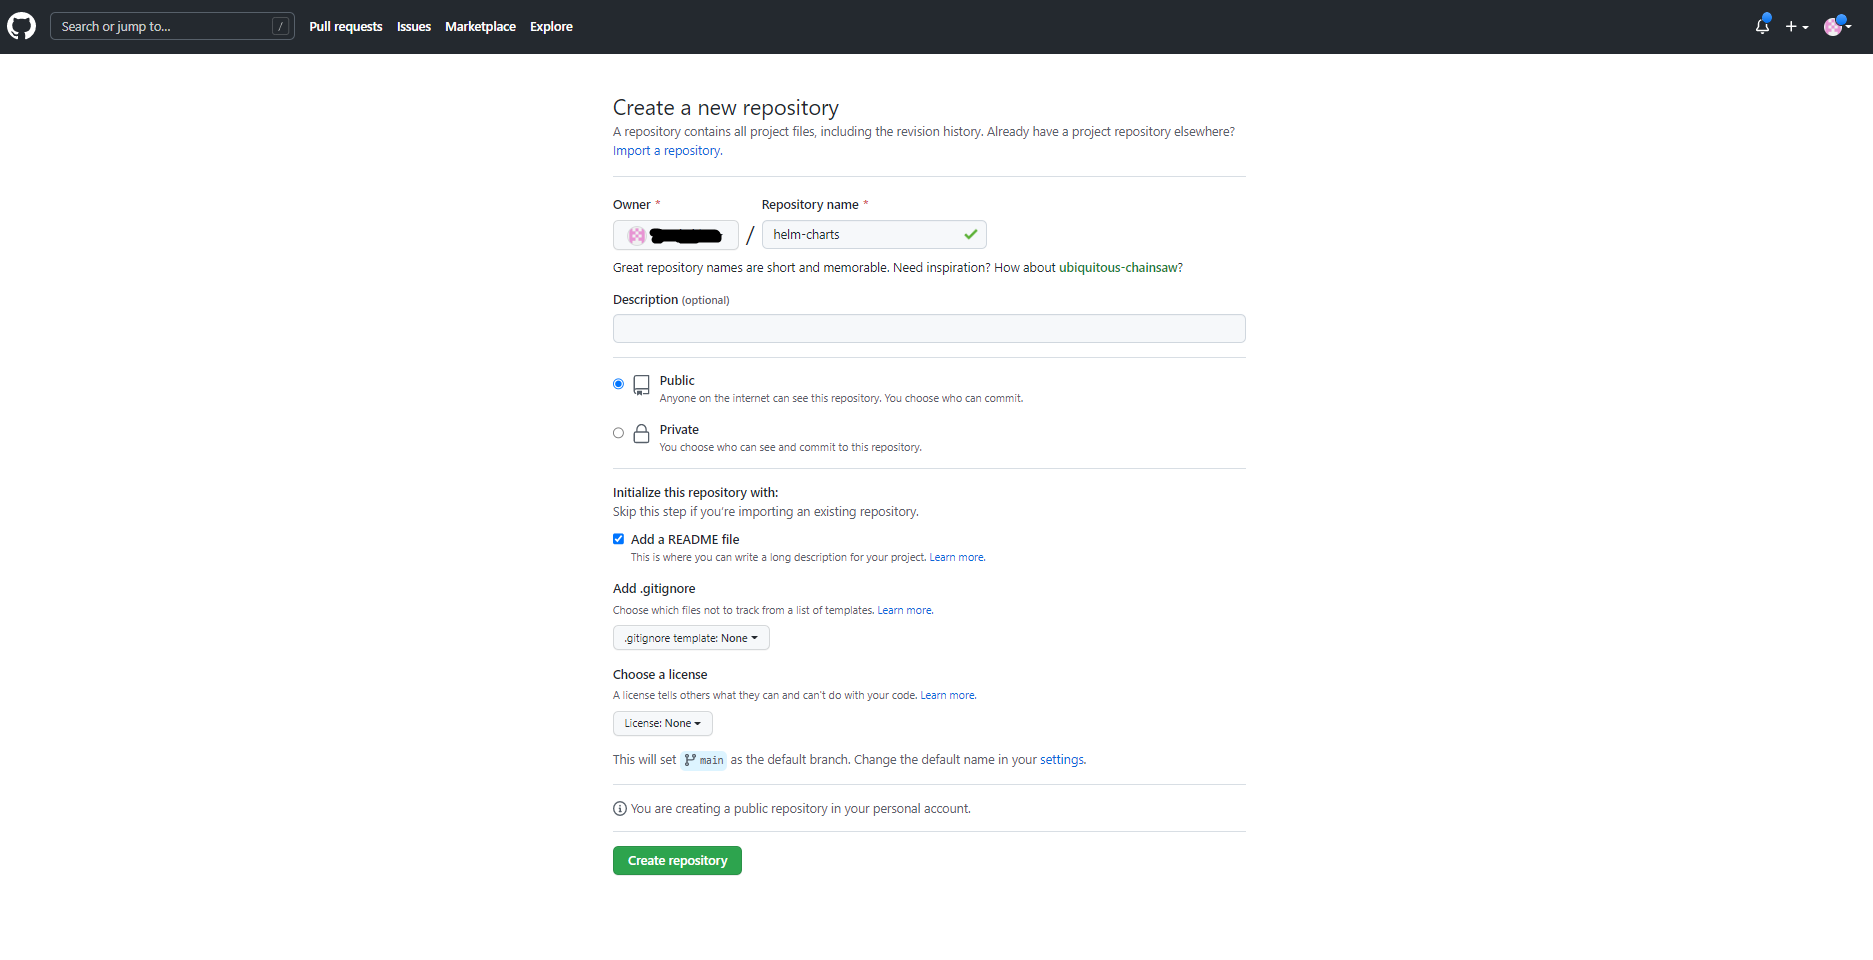 Search or jump to... /
Pull requests Issues Marketplace Explore
Create a new repository
A repository contains all project files, including the revision history. Already have a project repository elsewhere?
Import a repository.
Owner * Repository name *
/ helm-charts
Great repository names are short and memorable. Need inspiration? How about ubiquitous-chainsaw?
Description (optional)
Public
Anyone on the internet can see this repository. You choose who can commit.
Private
You choose who can see and commit to this repository.
Initialize this repository with:
Skip this step if you're importing an existing repository.
Add a README file
This is where you can write a long description for your project. Learn more.
Add .gitignore
Choose which files not to track from a list of templates. Learn more.
.gitignore template: None
Choose a license
A license tells others what they can and can't do with your code. Learn more.
License: None
This will set main as the default branch. Change the default name in your settings.
You are creating a public repository in your personal account.
Create repository